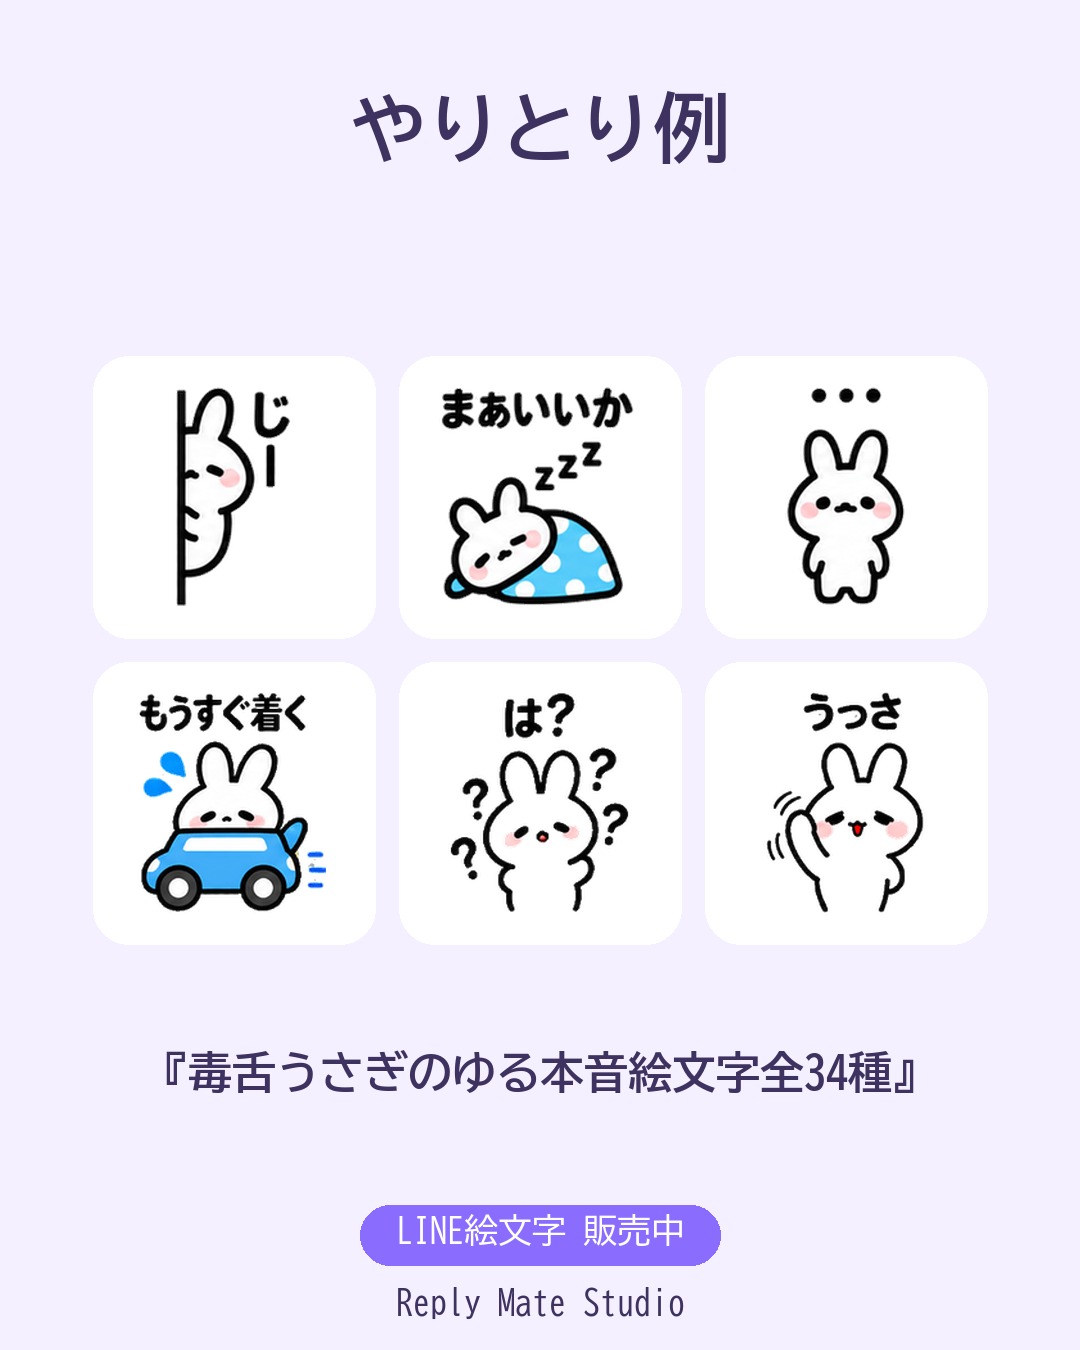 やりとり例
じー
まぁいいか
zzz
•••
もうすぐ着く
は?
? ? ? ?
うっさ
『毒舌うさぎのゆる本音絵文字全34種』
LINE絵文字 販売中
Reply Mate Studio